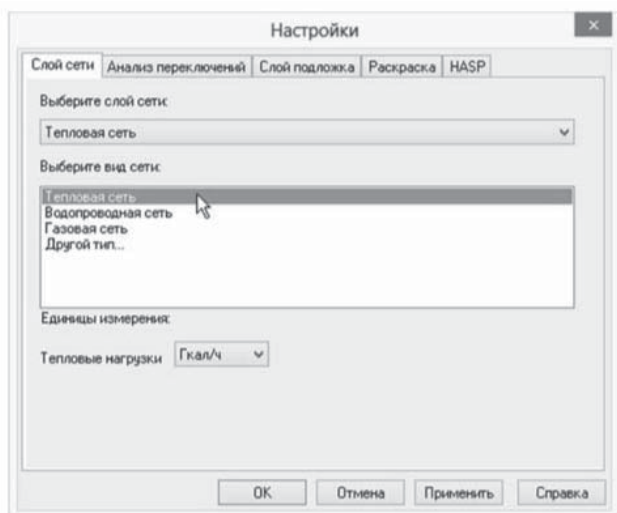 Настройки
Слой сети Анализ переключений Слой подложка Раскраска HASP
Выберите слой сети:
Тепловая сеть
Выберите вид сети:
Тепловая сеть
Водопроводная сеть
Газовая сеть
Другой тип...
Единицы измерения:
Тепловые нагрузки Гкал/ч
ОК Отмена Применить Справка